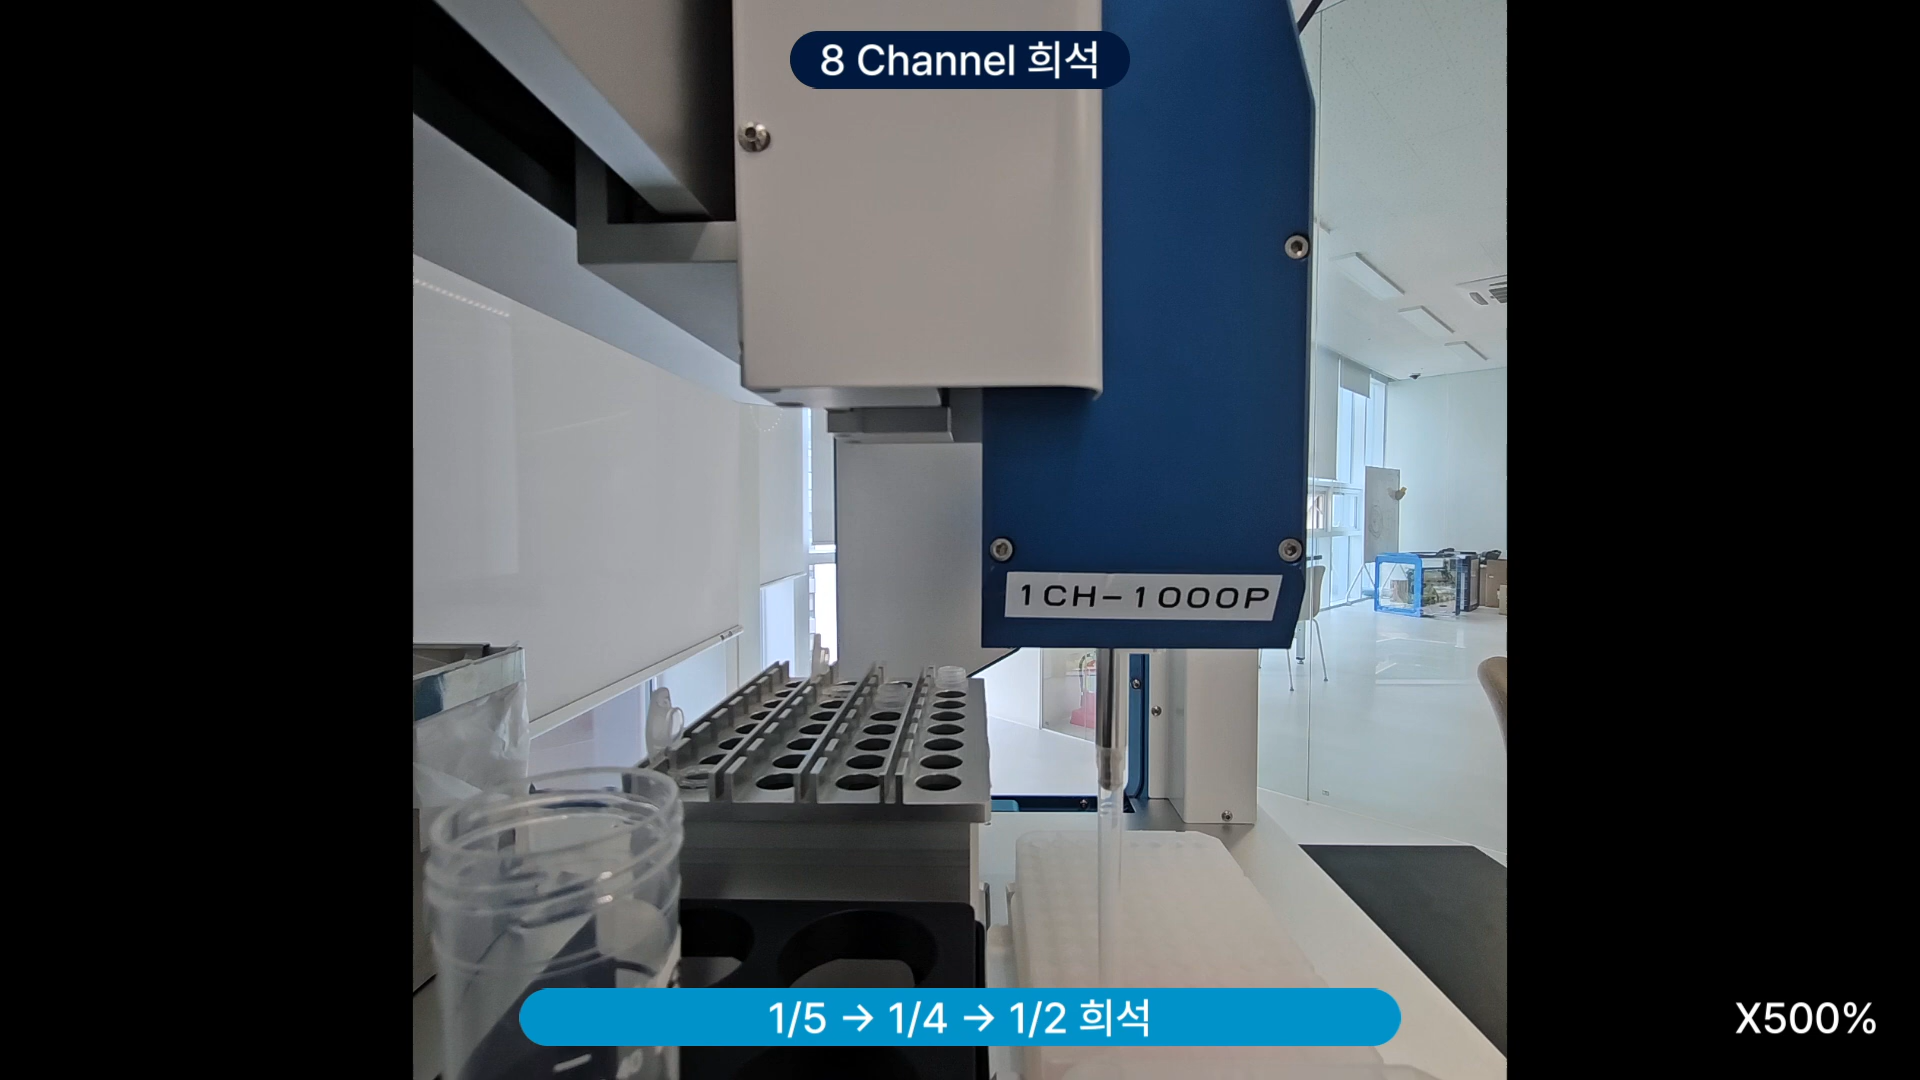 8 Channel 희석
1CH-1000P
1/5 → 1/4 → 1/2 희석
X500%